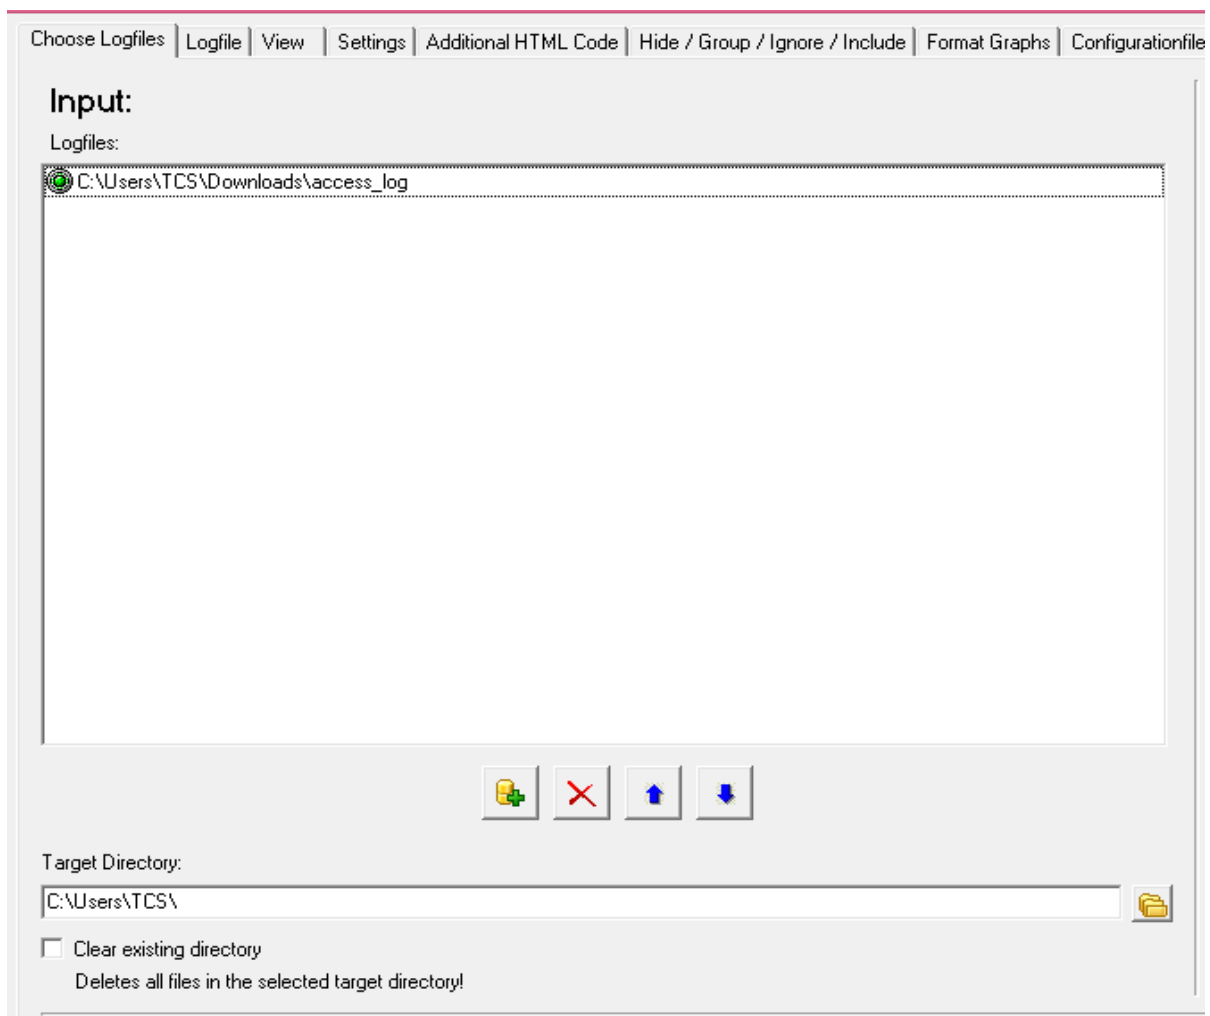 Choose Logfiles Logfile View Settings Additional HTML Code Hide / Group / Ignore / Include Format Graphs Configurationfile
Input:
Logfiles:
C:\Users\TCS\Downloads\access_log
Target Directory:
C:\Users\TCS\
Clear existing directory
Deletes all files in the selected target directory!